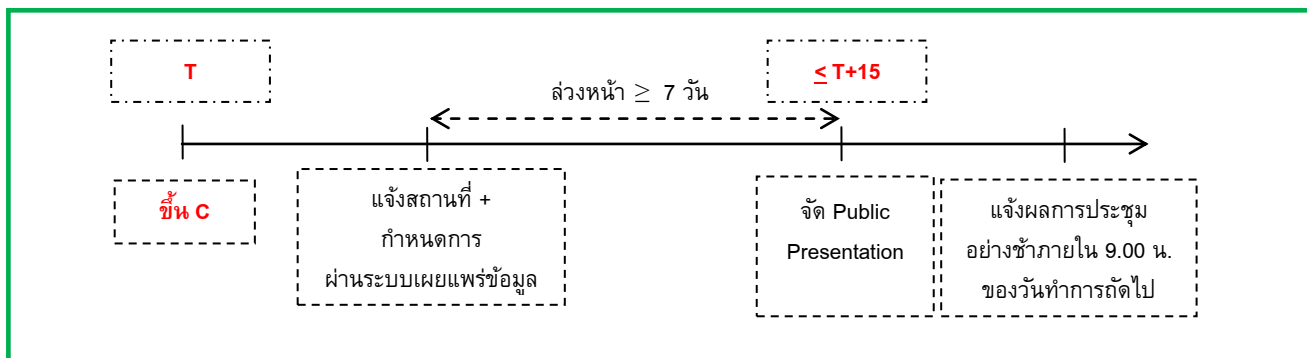 T
≤ T+15
ล่วงหน้า ≥ 7 วัน
ขึ้น C
แจ้งสถานที่ +
กำหนดการ
ผ่านระบบเผยแพร่ข้อมูล
จัด Public
Presentation
แจ้งผลการประชุม
อย่างช้าภายใน 9.00 น.
ของวันทำการถัดไป